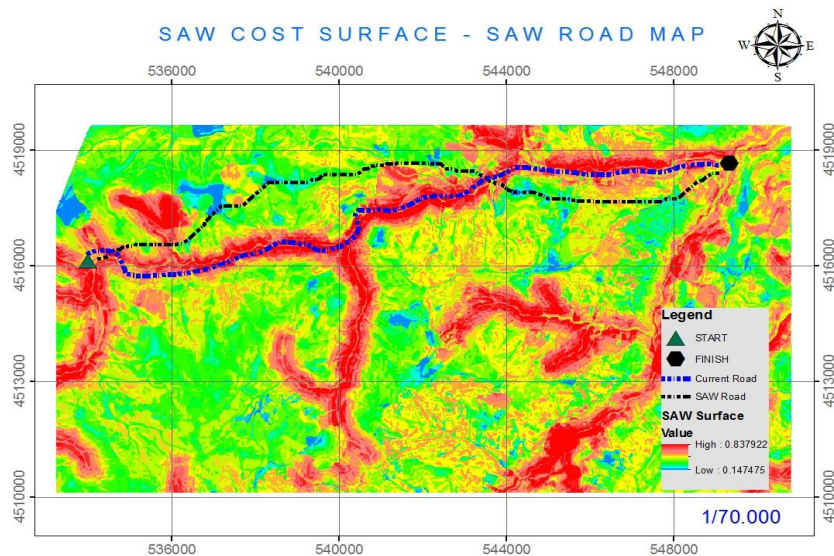 SAW COST SURFACE - SAW ROAD MAP
N
W E
S
536000 540000 544000 548000
4519000 4519000
4516000 4516000
4513000 4513000
4510000 4510000
Legend
START
FINISH
Current Road
SAW Road
SAW Surface
Value
High : 0.837922
Low : 0.147475
1/70.000
536000 540000 544000 548000